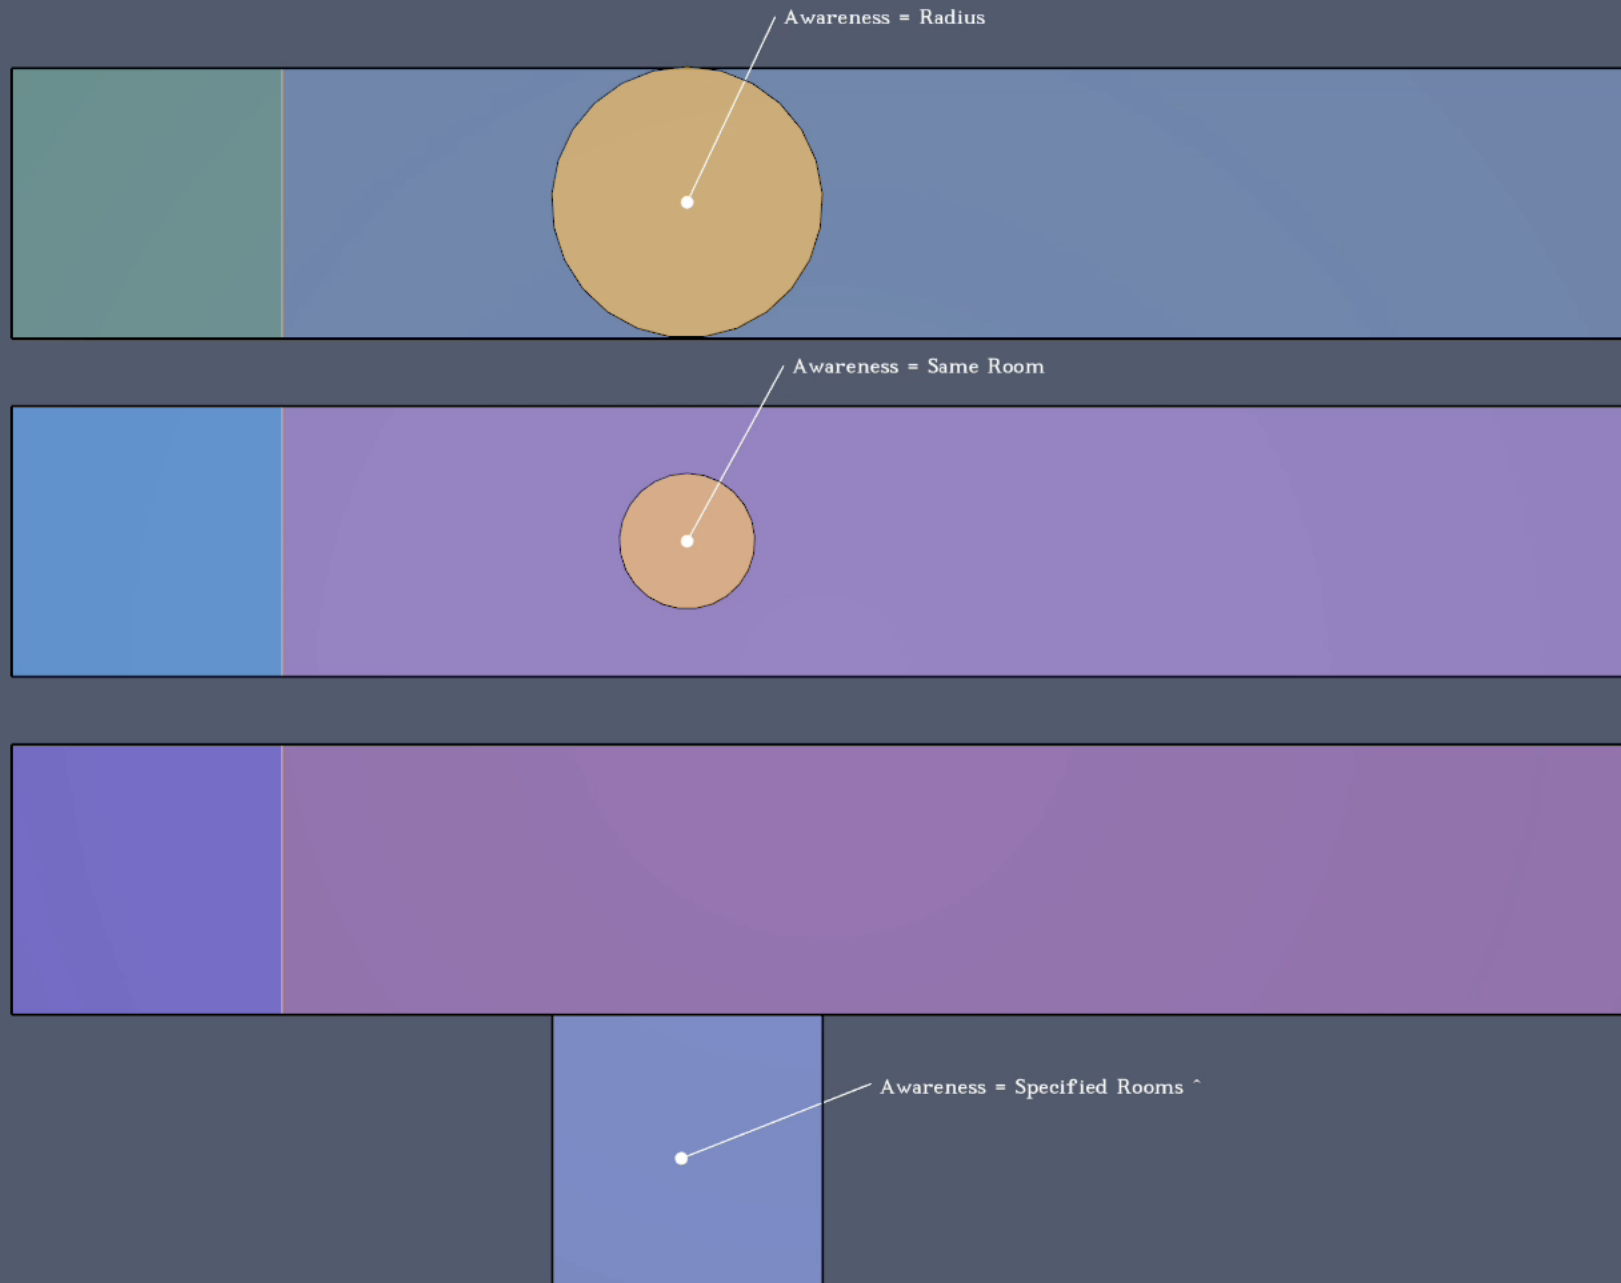 Awareness = Radius
Awareness = Same Room
Awareness = Specified Rooms ^